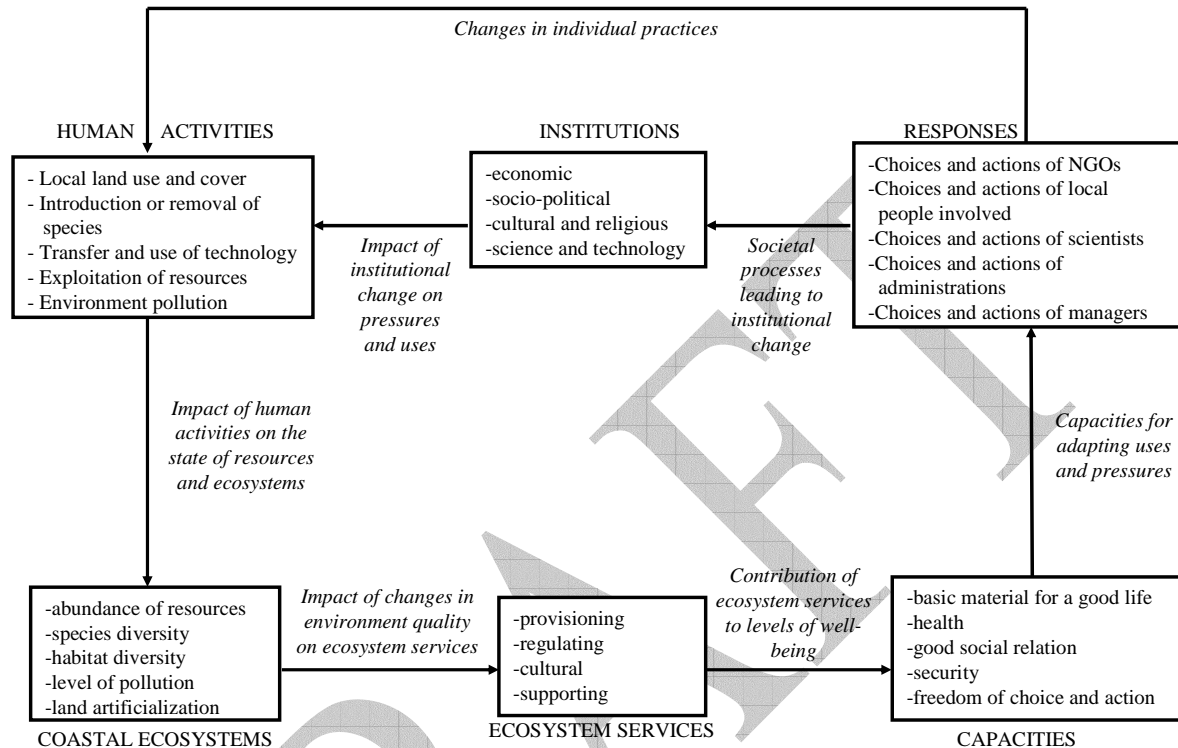 Changes in individual practices
HUMAN ACTIVITIES
- Local land use and cover
- Introduction or removal of
species
- Transfer and use of technology
- Exploitation of resources
- Environment pollution
Impact of
institutional
change on
pressures
and uses
INSTITUTIONS
-economic
-socio-political
-cultural and religious
-science and technology
Societal
processes
leading to
institutional
change
RESPONSES
-Choices and actions of NGOs
-Choices and actions of local
people involved
-Choices and actions of scientists
-Choices and actions of
administrations
-Choices and actions of managers
Impact of human
activities on the
state of resources
and ecosystems
Capacities for
adapting uses
and pressures
-abundance of resources
-species diversity
-habitat diversity
-level of pollution
-land artificialization
COASTAL ECOSYSTEMS
Impact of changes in
environment quality
on ecosystem services
-provisioning
-regulating
-cultural
-supporting
ECOSYSTEM SERVICES
Contribution of
ecosystem services
to levels of well-
being
-basic material for a good life
-health
-good social relation
-security
-freedom of choice and action
CAPACITIES
DRAFT